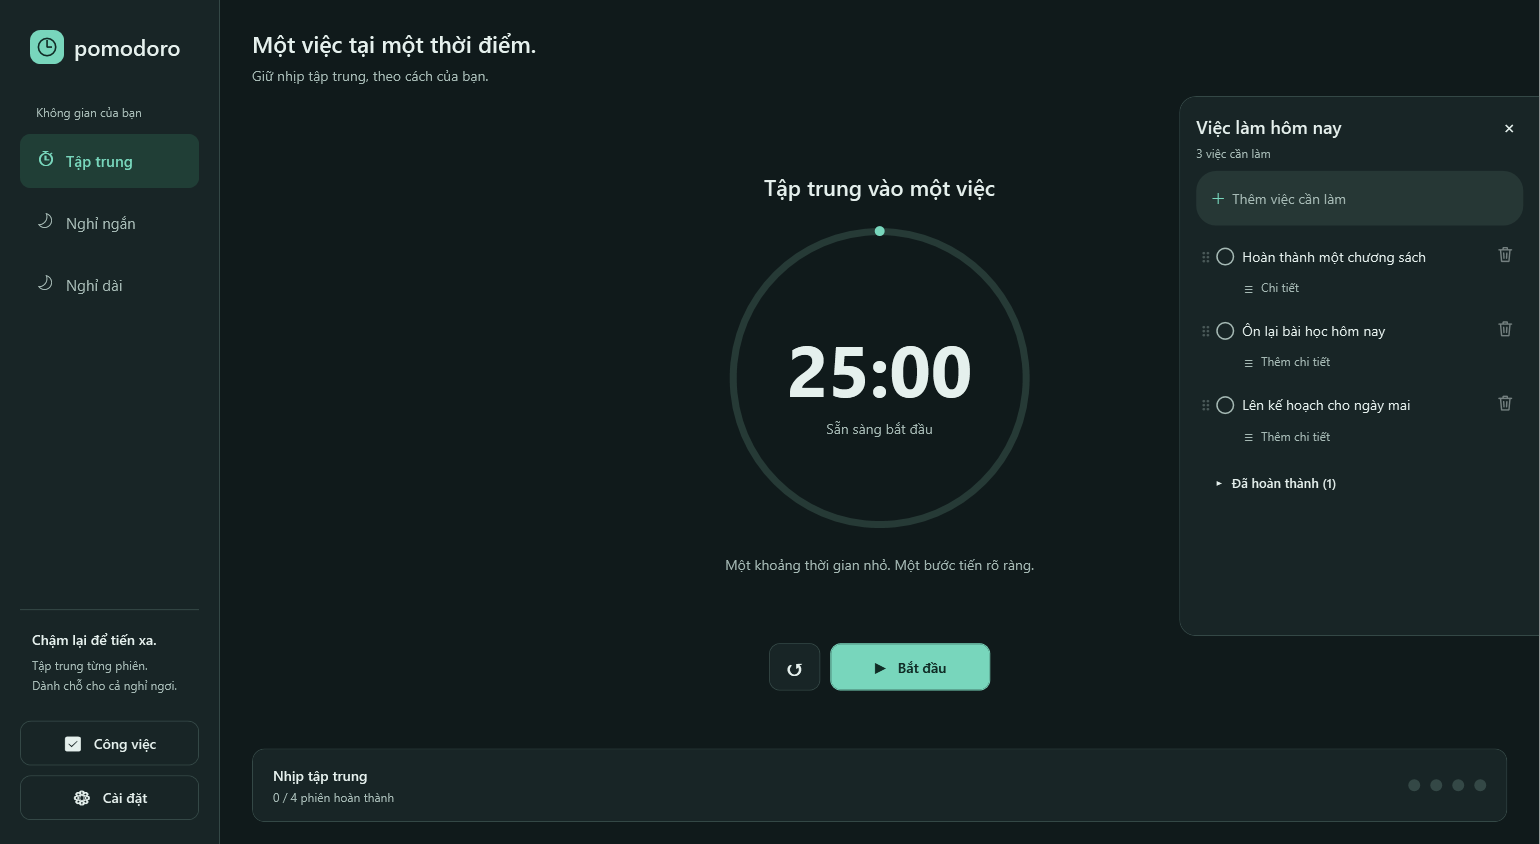 pomodoro
Không gian của bạn
Tập trung
Nghỉ ngắn
Nghỉ dài
Chậm lại để tiến xa.
Tập trung từng phiên.
Dành chỗ cho cả nghỉ ngơi.
Công việc
Cài đặt
Một việc tại một thời điểm.
Giữ nhịp tập trung, theo cách của bạn.
Tập trung vào một việc
25:00
Sẵn sàng bắt đầu
Một khoảng thời gian nhỏ. Một bước tiến rõ ràng.
Bắt đầu
Nhịp tập trung
0 / 4 phiên hoàn thành
Việc làm hôm nay
3 việc cần làm
Thêm việc cần làm
Hoàn thành một chương sách
Chi tiết
Ôn lại bài học hôm nay
Thêm chi tiết
Lên kế hoạch cho ngày mai
Thêm chi tiết
Đã hoàn thành (1)